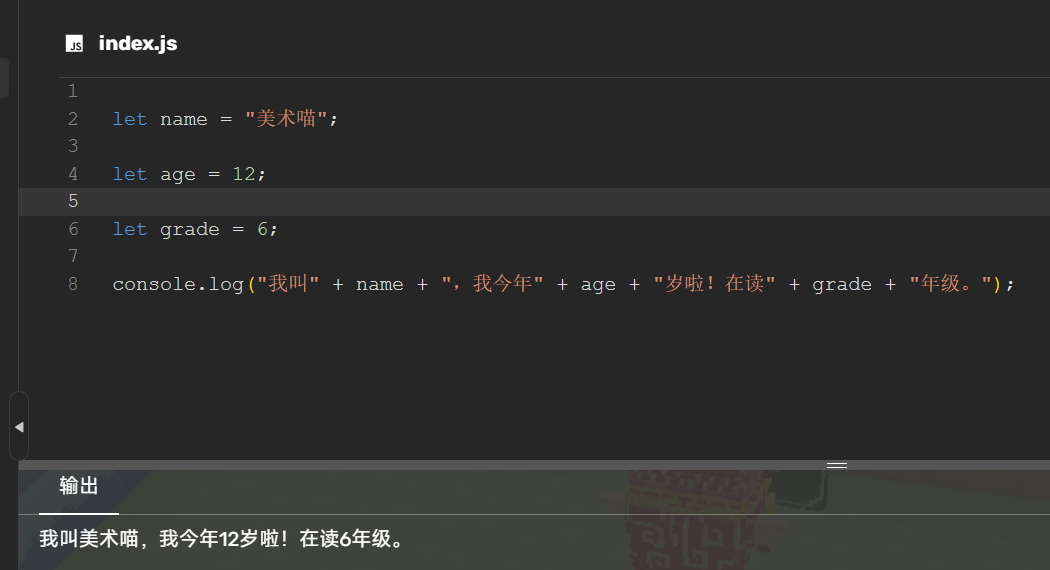 JS index.js
1
2 let name = "美术喵";
3
4 let age = 12;
5
6 let grade = 6;
7
8 console.log("我叫" + name + ", 我今年" + age + "岁啦！在读" + grade + "年级。");
输出
我叫美术喵，我今年12岁啦！在读6年级。